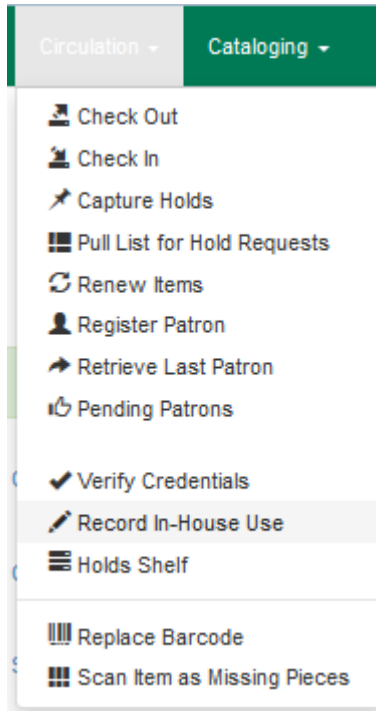 Circulation Cataloging
Check Out
Check In
Capture Holds
Pull List for Hold Requests
Renew Items
Register Patron
Retrieve Last Patron
Pending Patrons
Verify Credentials
Record In-House Use
Holds Shelf
Replace Barcode
Scan Item as Missing Pieces